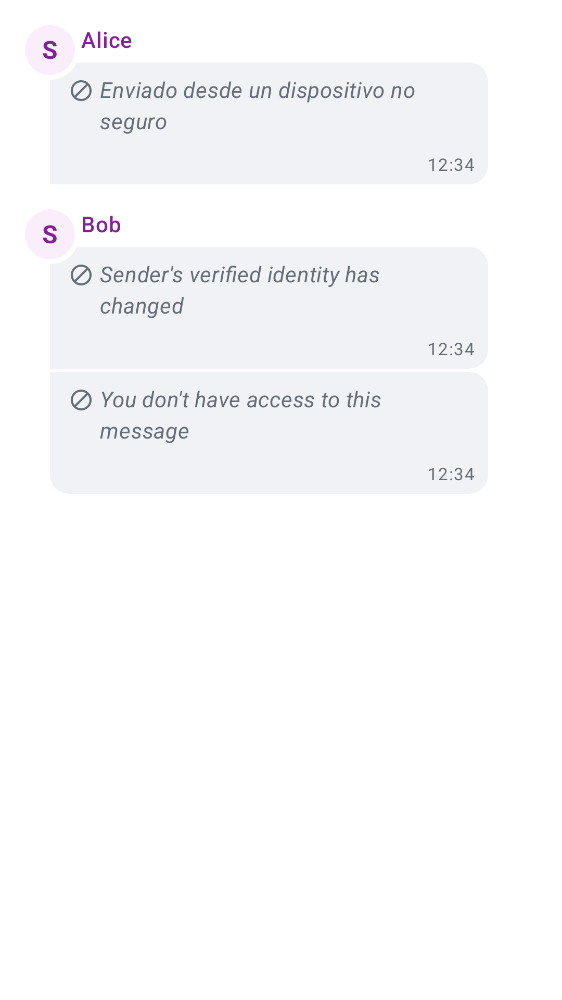 S Alice
Enviado desde un dispositivo no
seguro
12:34
S Bob
Sender's verified identity has
changed
12:34
You don't have access to this
message
12:34